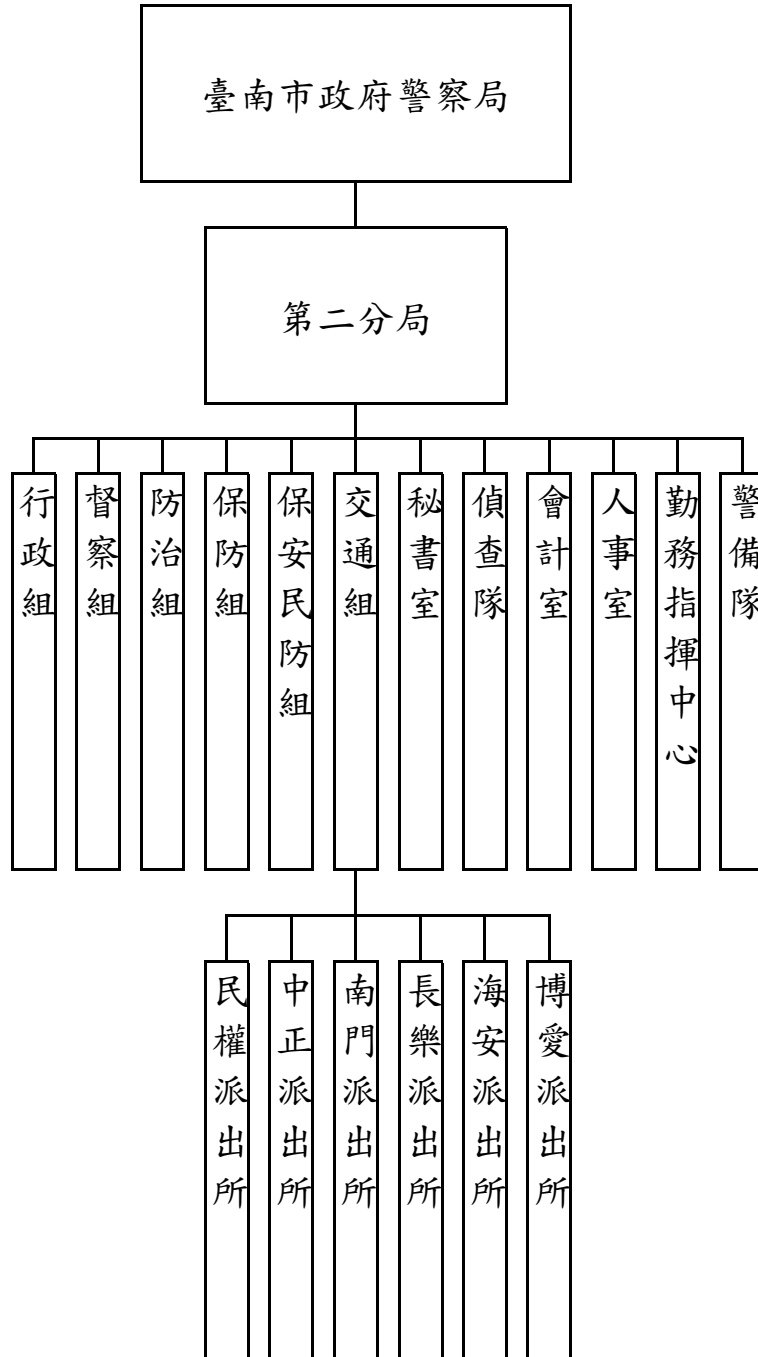 臺南市政府警察局
第二分局
行政組
督察組
防治組
保防組
保安民防組
交通組
秘書室
偵查隊
會計室
人事室
勤務指揮中心
警備隊
民權派出所
中正派出所
南門派出所
長樂派出所
海安派出所
博愛派出所